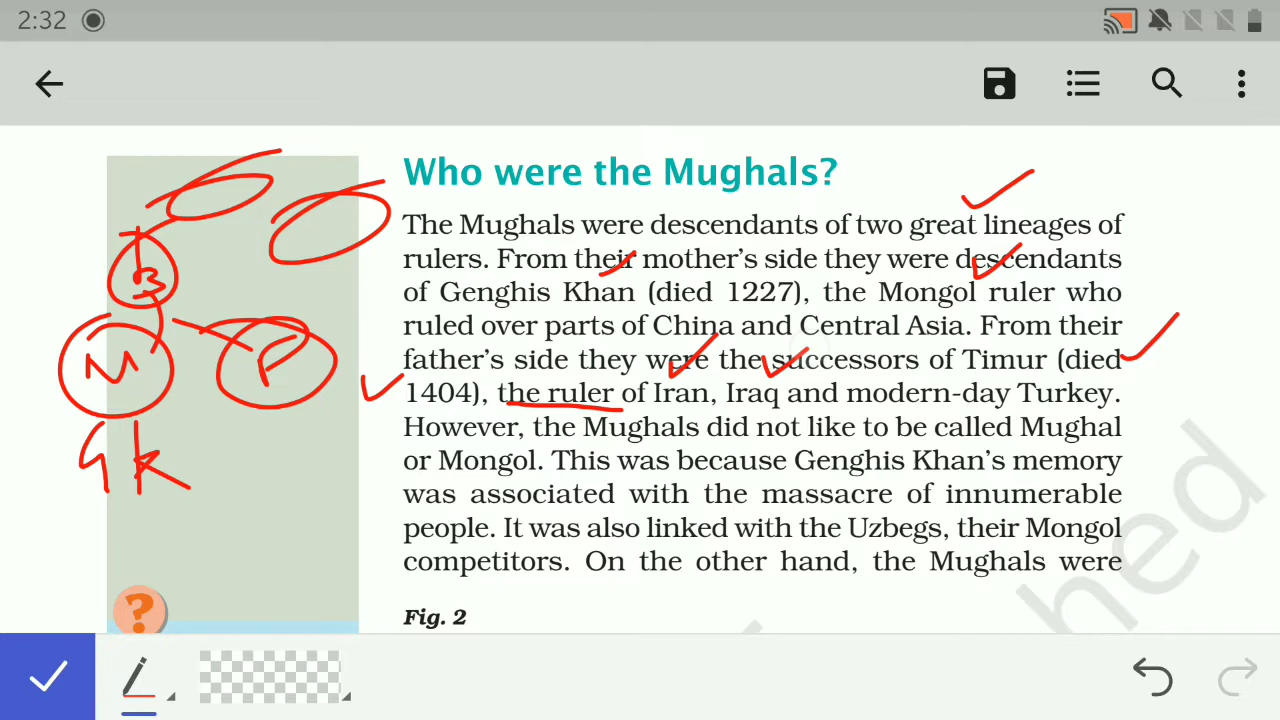 2:32
Who were the Mughals?
The Mughals were descendants of two great lineages of
rulers. From their mother's side they were descendants
of Genghis Khan (died 1227), the Mongol ruler who
ruled over parts of China and Central Asia. From their
father's side they were the successors of Timur (died
1404), the ruler of Iran, Iraq and modern-day Turkey.
However, the Mughals did not like to be called Mughal
or Mongol. This was because Genghis Khan's memory
was associated with the massacre of innumerable
people. It was also linked with the Uzbegs, their Mongol
competitors. On the other hand, the Mughals were
Fig. 2
B
M P
G K
?
hed